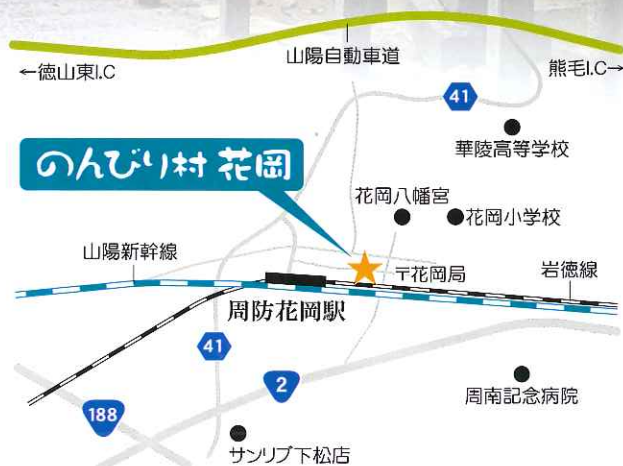 山陽自動車道
←徳山東I.C
熊毛I.C→
41
華陵高等学校
のんびり村 花岡
花岡八幡宮
花岡小学校
山陽新幹線
〒花岡局
岩徳線
周防花岡駅
41
2
188
周南記念病院
サンリブ下松店